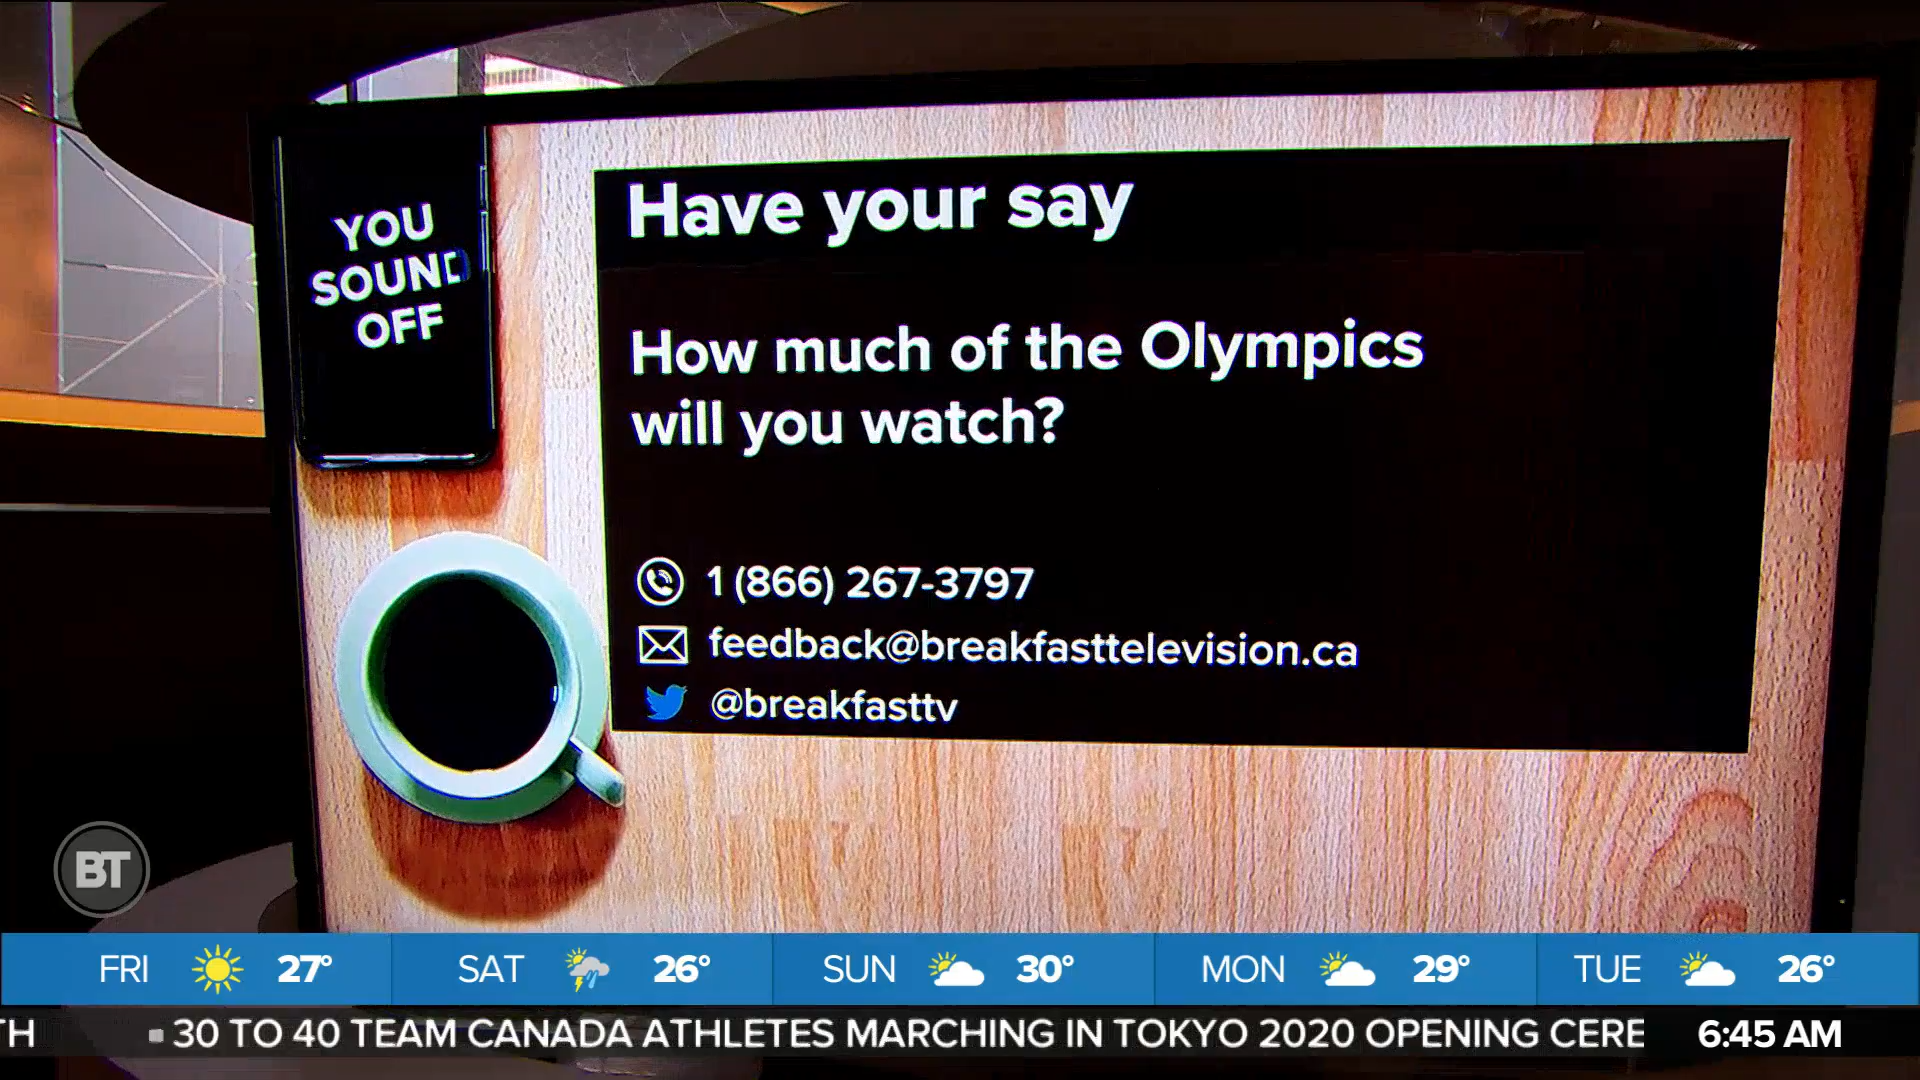 YOU
SOUND
OFF
Have your say
How much of the Olympics
will you watch?
1 (866) 267-3797
feedback@breakfasttelevision.ca
@breakfasttv
BT
FRI 27° SAT 26° SUN 30° MON 29° TUE 26°
TH ▪ 30 TO 40 TEAM CANADA ATHLETES MARCHING IN TOKYO 2020 OPENING CERE 6:45 AM